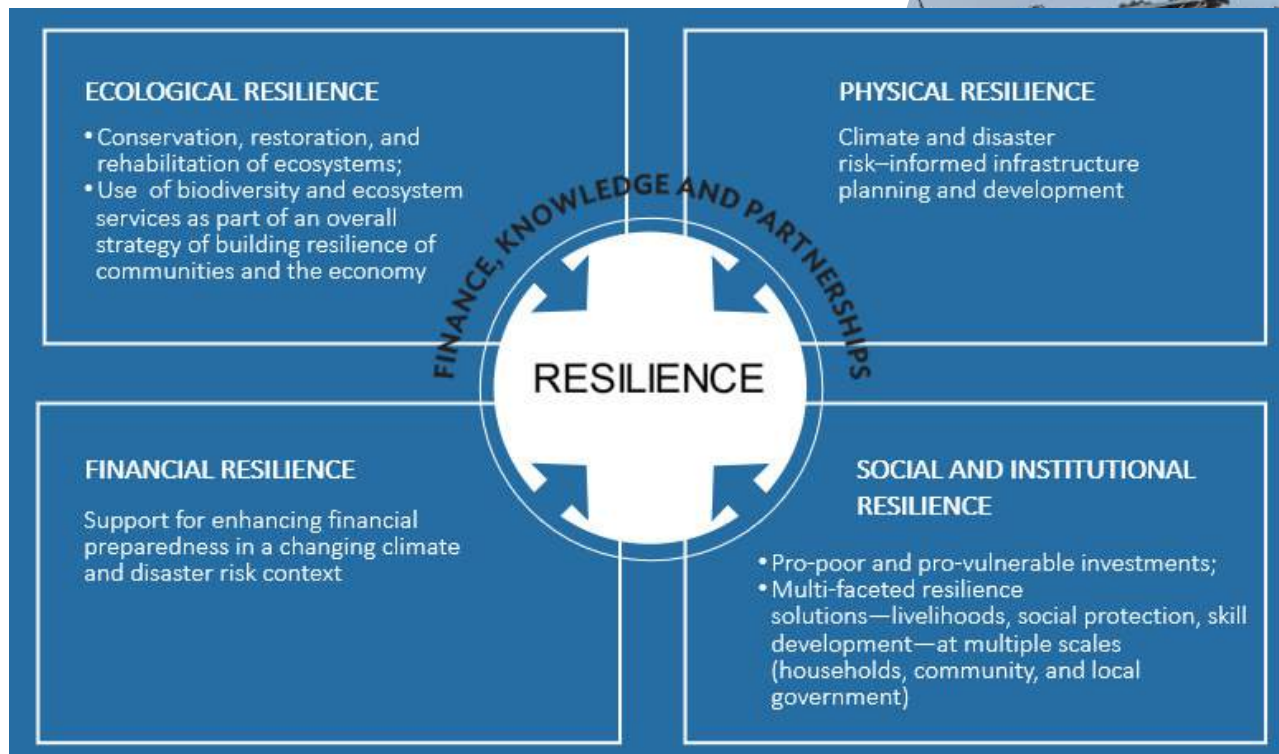 ECOLOGICAL RESILIENCE
• Conservation, restoration, and
rehabilitation of ecosystems;
• Use of biodiversity and ecosystem
services as part of an overall
strategy of building resilience of
communities and the economy
PHYSICAL RESILIENCE
Climate and disaster
risk–informed infrastructure
planning and development
FINANCE, KNOWLEDGE AND PARTNERSHIPS
RESILIENCE
FINANCIAL RESILIENCE
Support for enhancing financial
preparedness in a changing climate
and disaster risk context
SOCIAL AND INSTITUTIONAL
RESILIENCE
• Pro-poor and pro-vulnerable investments;
• Multi-faceted resilience
solutions—livelihoods, social protection, skill
development—at multiple scales
(households, community, and local
government)